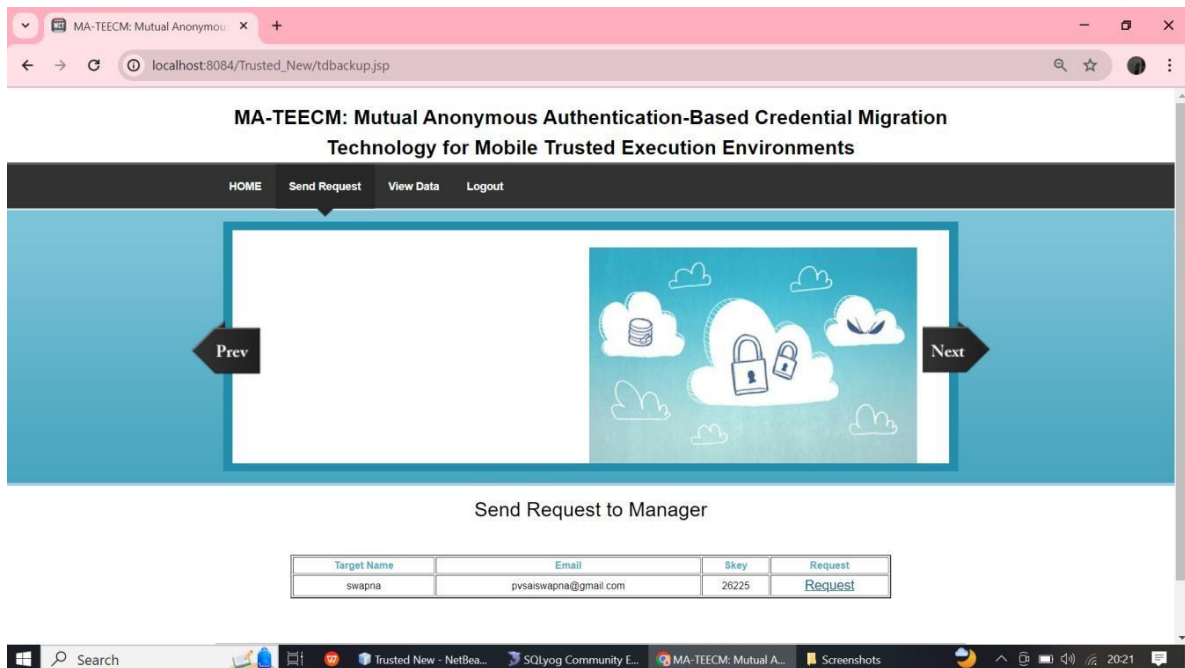 MA-TEECM: Mutual Anonymou
localhost:8084/Trusted_New/tdbackup.jsp
MA-TEECM: Mutual Anonymous Authentication-Based Credential Migration
Technology for Mobile Trusted Execution Environments
HOME Send Request View Data Logout
Prev Next
Send Request to Manager
Target Name Email Skey Request
swapna pvsaiswapna@gmail.com 26225 Request
Search Trusted New - NetBea... SQLyog Community E... MA-TEECM: Mutual A... Screenshots 2021